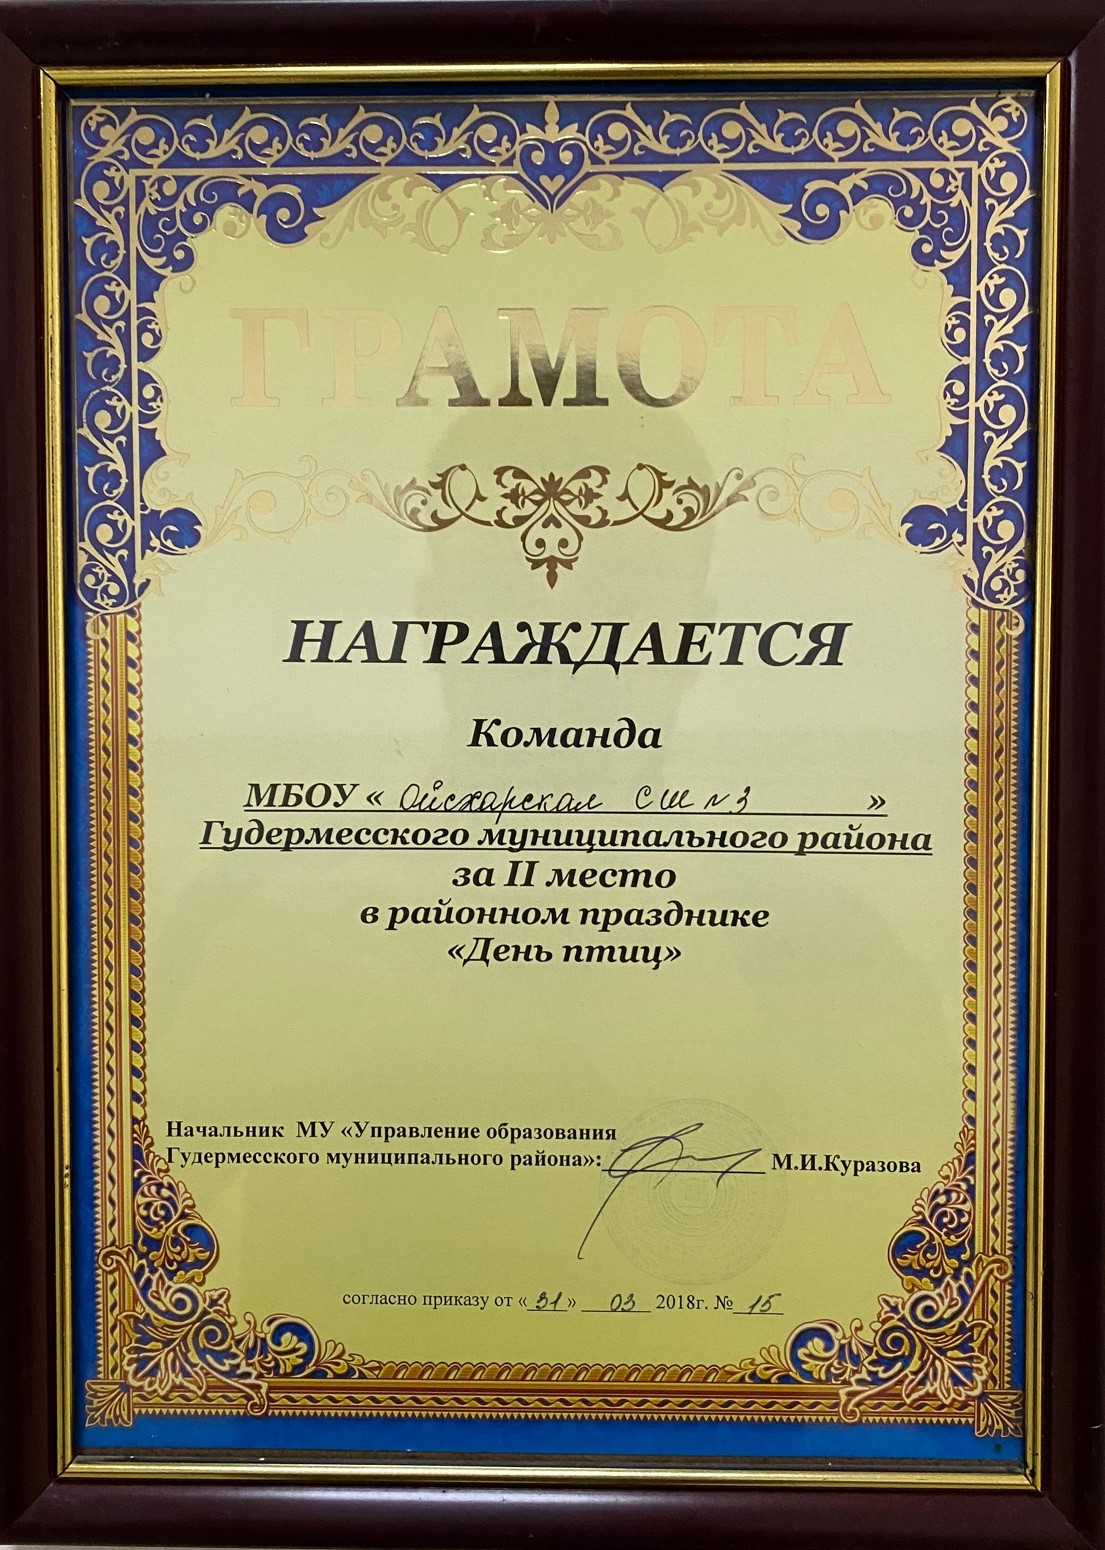 ГРАМОТА
НАГРАЖДАЕТСЯ
Команда
МБОУ « Ойсхарская СШ №3 »
Гудермесского муниципального района
за II место
в районном празднике
«День птиц»
Начальник МУ «Управление образования
Гудермесского муниципального района»: М.И.Куразова
согласно приказу от «31» 03 2018г. № 15